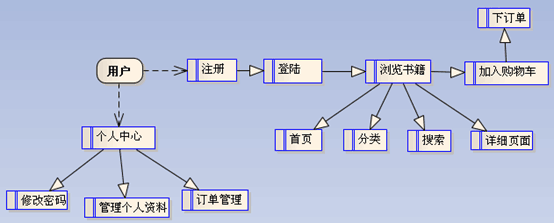 下订单
用户
注册
登陆
浏览书籍
加入购物车
个人中心
首页
分类
搜索
详细页面
修改密码
管理个人资料
订单管理